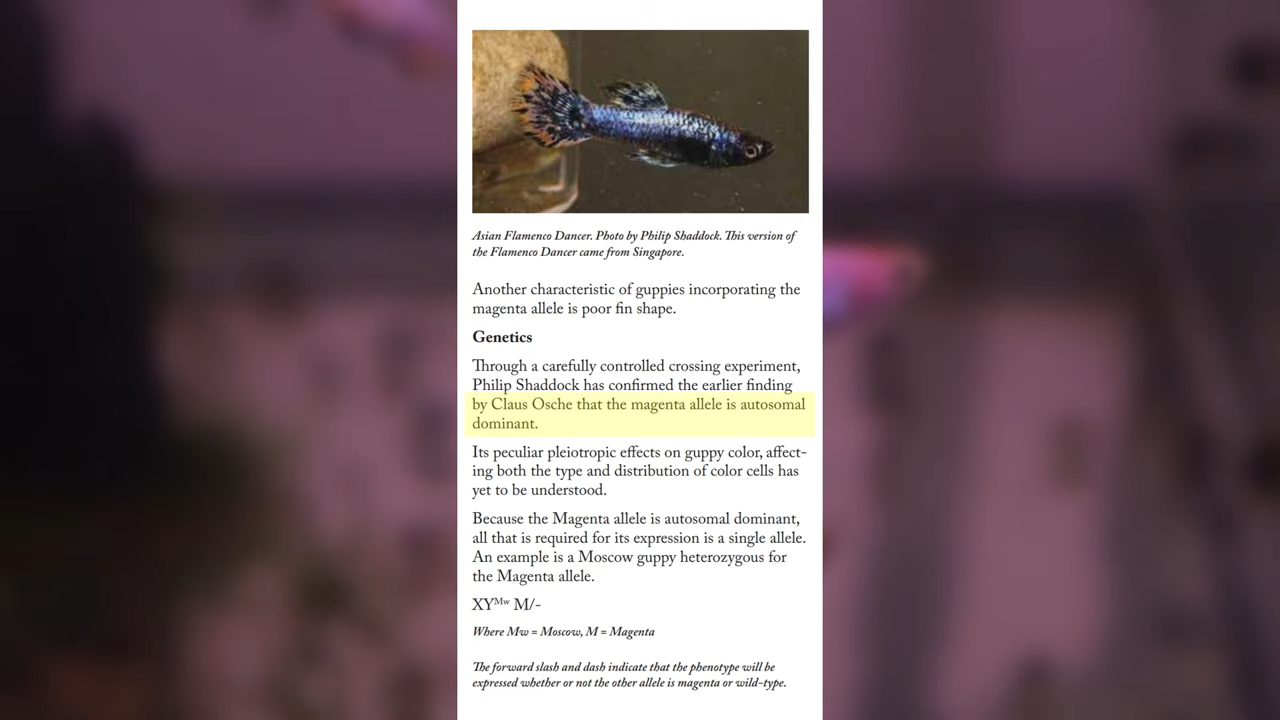 Asian Flamenco Dancer. Photo by Philip Shaddock. This version of
the Flamenco Dancer came from Singapore.
Another characteristic of guppies incorporating the
magenta allele is poor fin shape.
Genetics
Through a carefully controlled crossing experiment,
Philip Shaddock has confirmed the earlier finding
by Claus Osche that the magenta allele is autosomal
dominant.
Its peculiar pleiotropic effects on guppy color, affect-
ing both the type and distribution of color cells has
yet to be understood.
Because the Magenta allele is autosomal dominant,
all that is required for its expression is a single allele.
An example is a Moscow guppy heterozygous for
the Magenta allele.
XYᴹʷ M/-
Where Mw = Moscow, M = Magenta
The forward slash and dash indicate that the phenotype will be
expressed whether or not the other allele is magenta or wild-type.